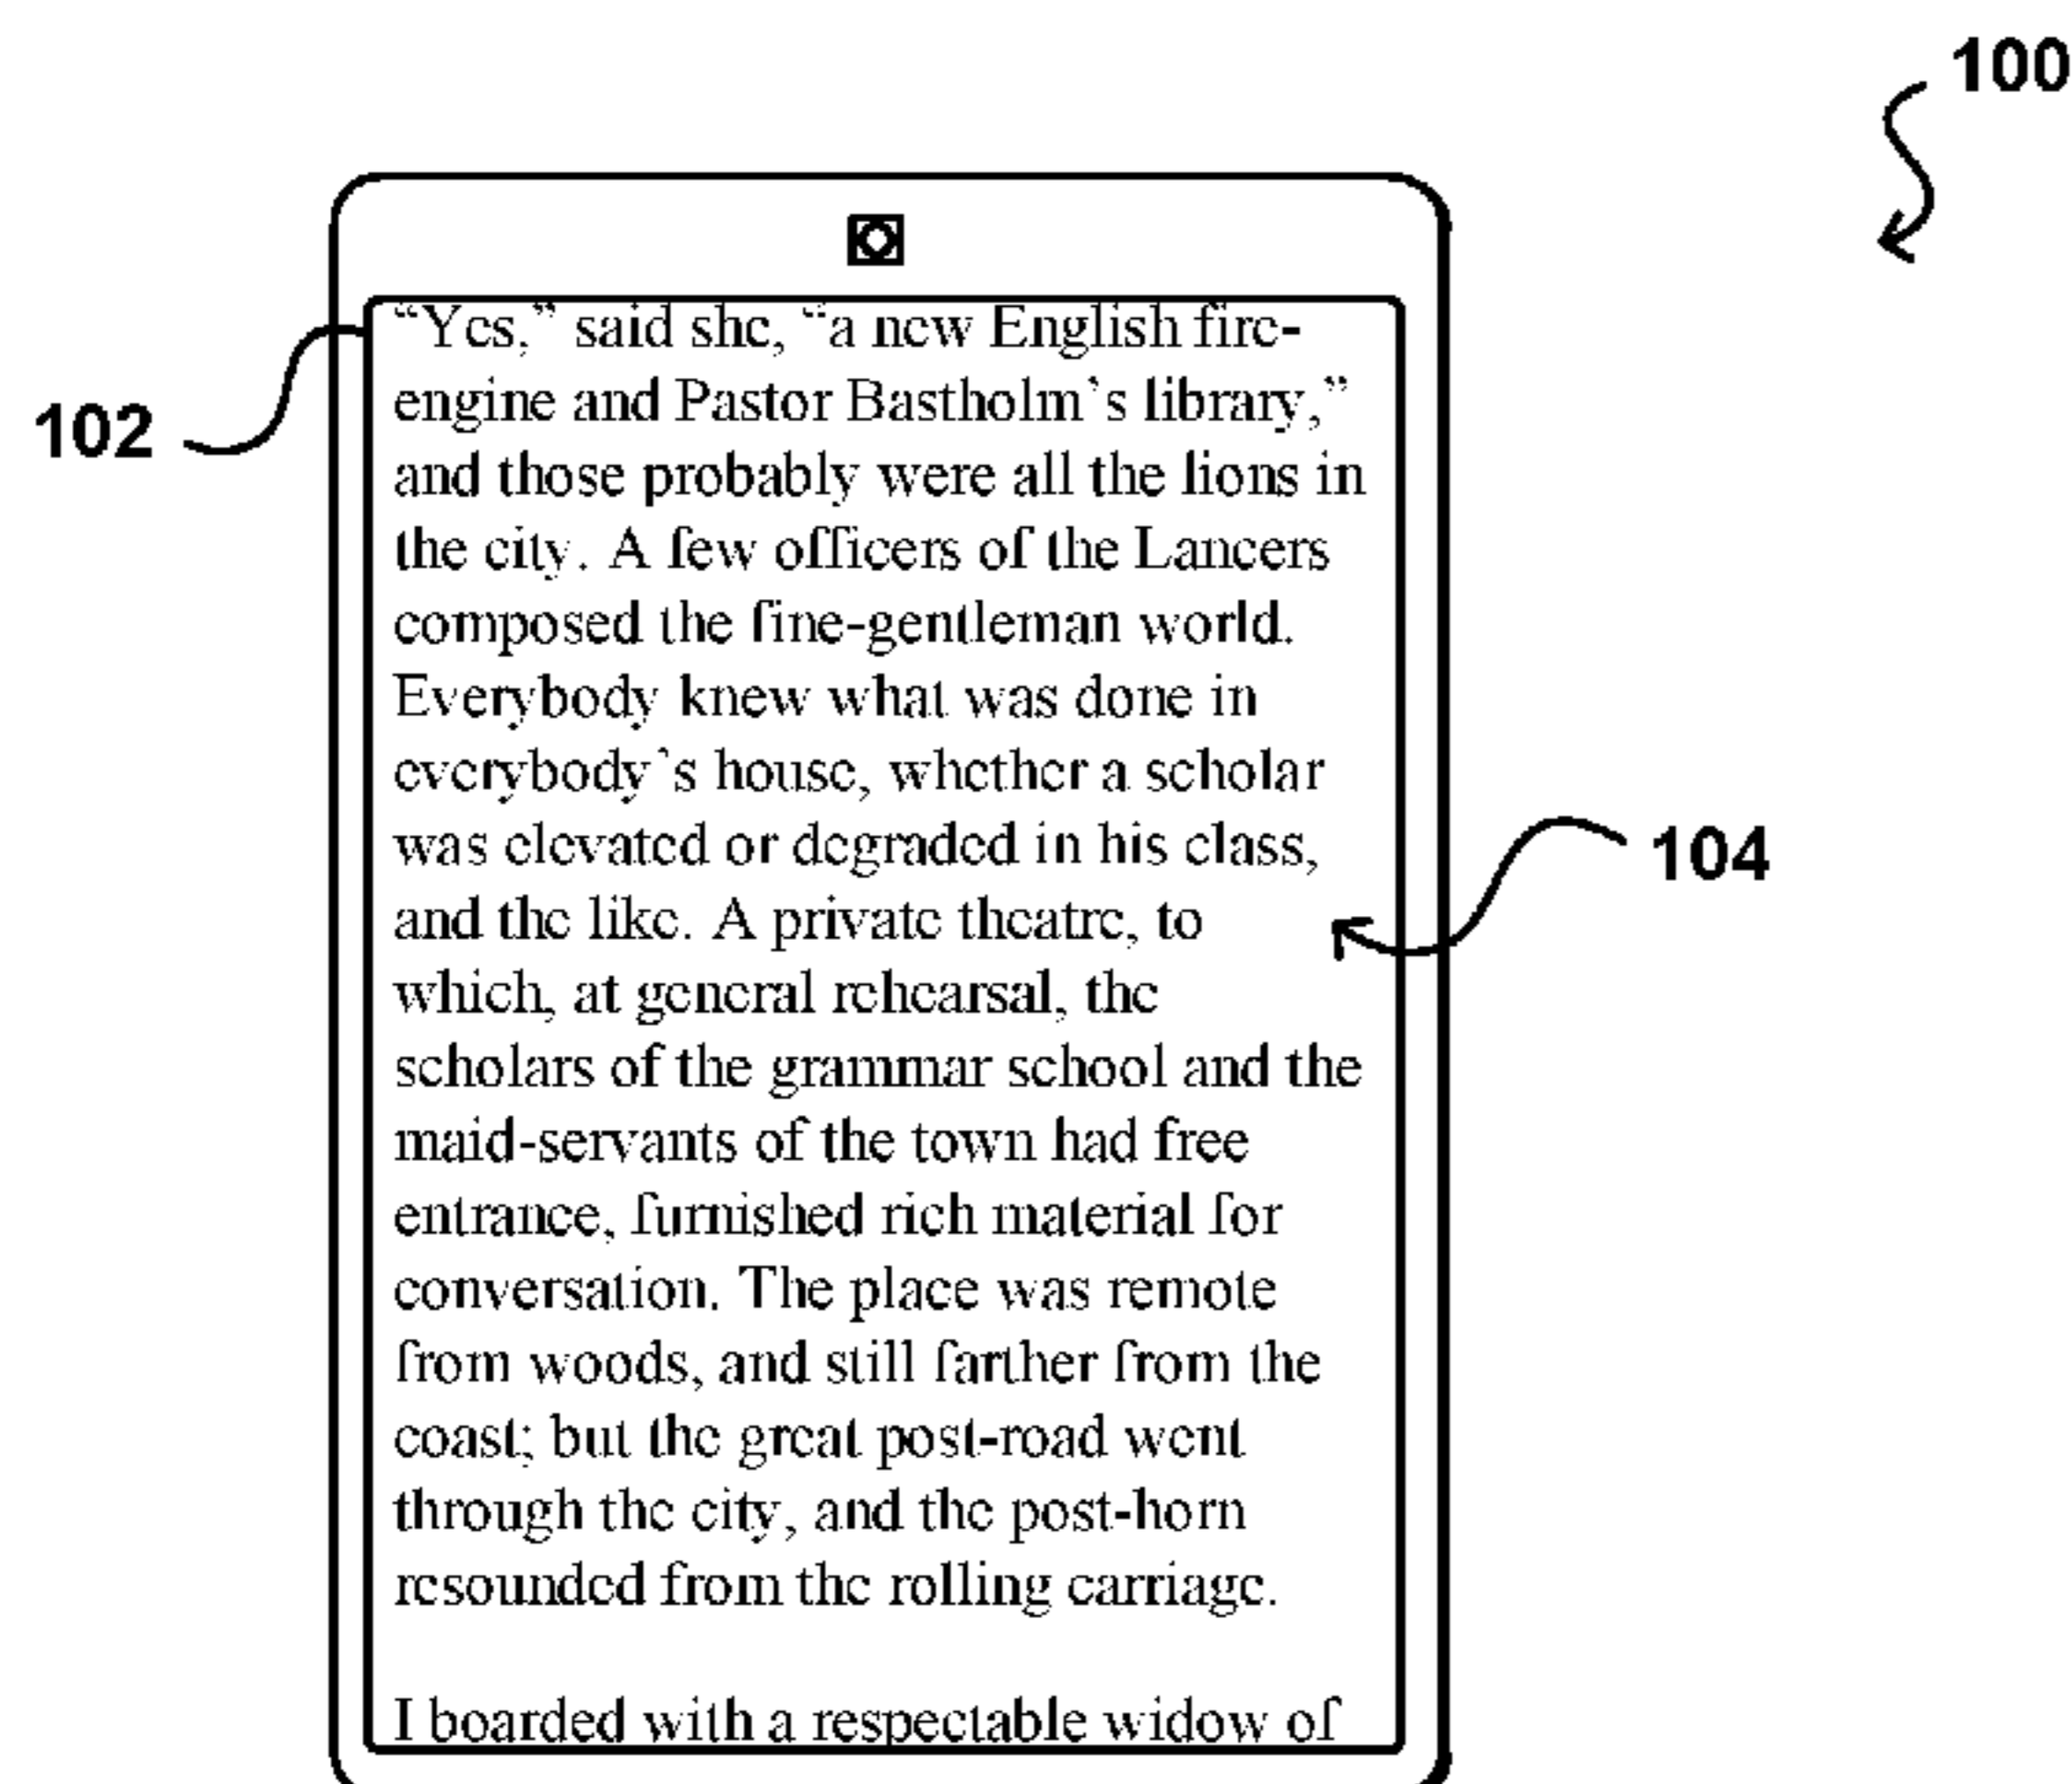 100
“Yes,” said she, “a new English fire-
102
engine and Pastor Bastholm’s library,”
and those probably were all the lions in
the city. A few officers of the Lancers
composed the fine-gentleman world.
Everybody knew what was done in
everybody’s house, whether a scholar
was elevated or degraded in his class,
104
and the like. A private theatre, to
which, at general rehearsal, the
scholars of the grammar school and the
maid-servants of the town had free
entrance, furnished rich material for
conversation. The place was remote
from woods, and still farther from the
coast; but the great post-road went
through the city, and the post-horn
resounded from the rolling carriage.
I boarded with a respectable widow of